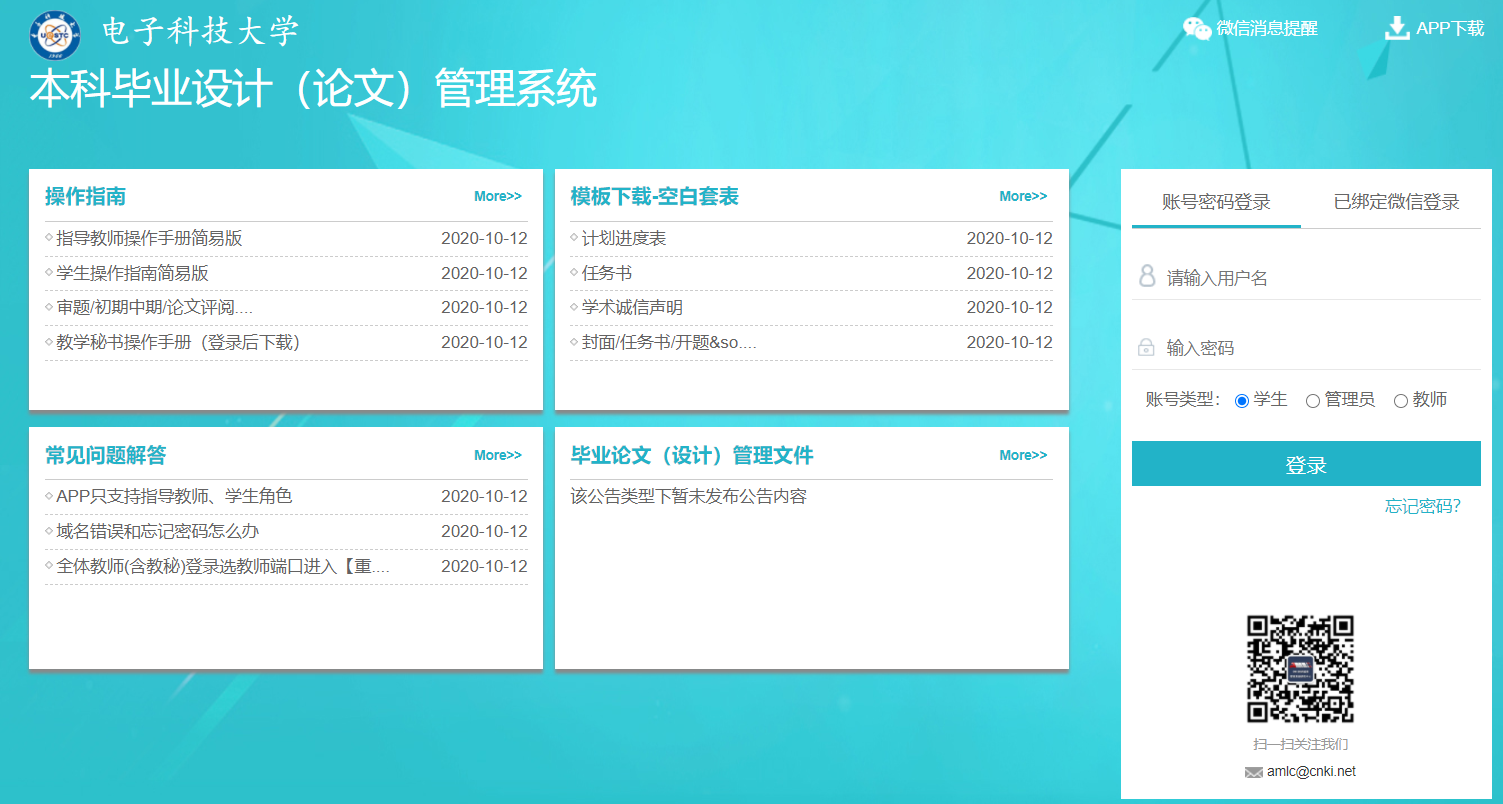 电子科技大学
本科毕业设计（论文）管理系统
微信消息提醒
APP下载
操作指南 More>>
指导教师操作手册简易版 2020-10-12
学生操作指南简易版 2020-10-12
审题/初期中期/论文评阅.... 2020-10-12
教学秘书操作手册（登录后下载） 2020-10-12
模板下载-空白套表 More>>
计划进度表 2020-10-12
任务书 2020-10-12
学术诚信声明 2020-10-12
封面/任务书/开题&so.... 2020-10-12
常见问题解答 More>>
APP只支持指导教师、学生角色 2020-10-12
域名错误和忘记密码怎么办 2020-10-12
全体教师(含教秘)登录选教师端口进入【重.... 2020-10-12
毕业论文（设计）管理文件 More>>
该公告类型下暂未发布公告内容
账号密码登录 已绑定微信登录
请输入用户名
输入密码
账号类型： 学生 管理员 教师
登录
忘记密码?
扫一扫关注我们
amlc@cnki.net